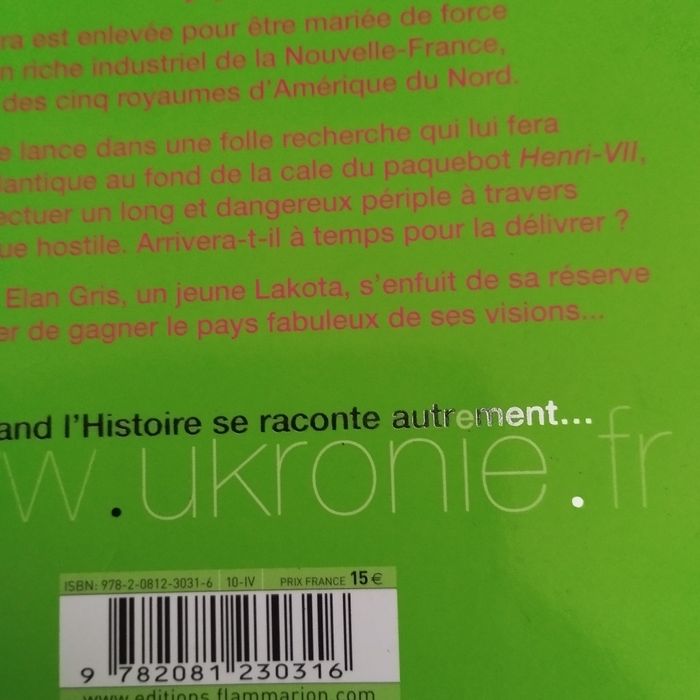 ra est enlevée pour être mariée de force
n riche industriel de la Nouvelle-France,
des cinq royaumes d'Amérique du Nord.
e lance dans une folle recherche qui lui fera
lantique au fond de la cale du paquebot Henri-VII,
ectuer un long et dangereux périple à travers
ue hostile. Arrivera-t-il à temps pour la délivrer ?
Elan Gris, un jeune Lakota, s'enfuit de sa réserve
er de gagner le pays fabuleux de ses visions...
and l'Histoire se raconte autrement...
w.ukronie.fr
ISBN: 978-2-0812-3031-6 10-IV PRIX FRANCE 15 €
9 782081 230316
www.editions.flammarion.com